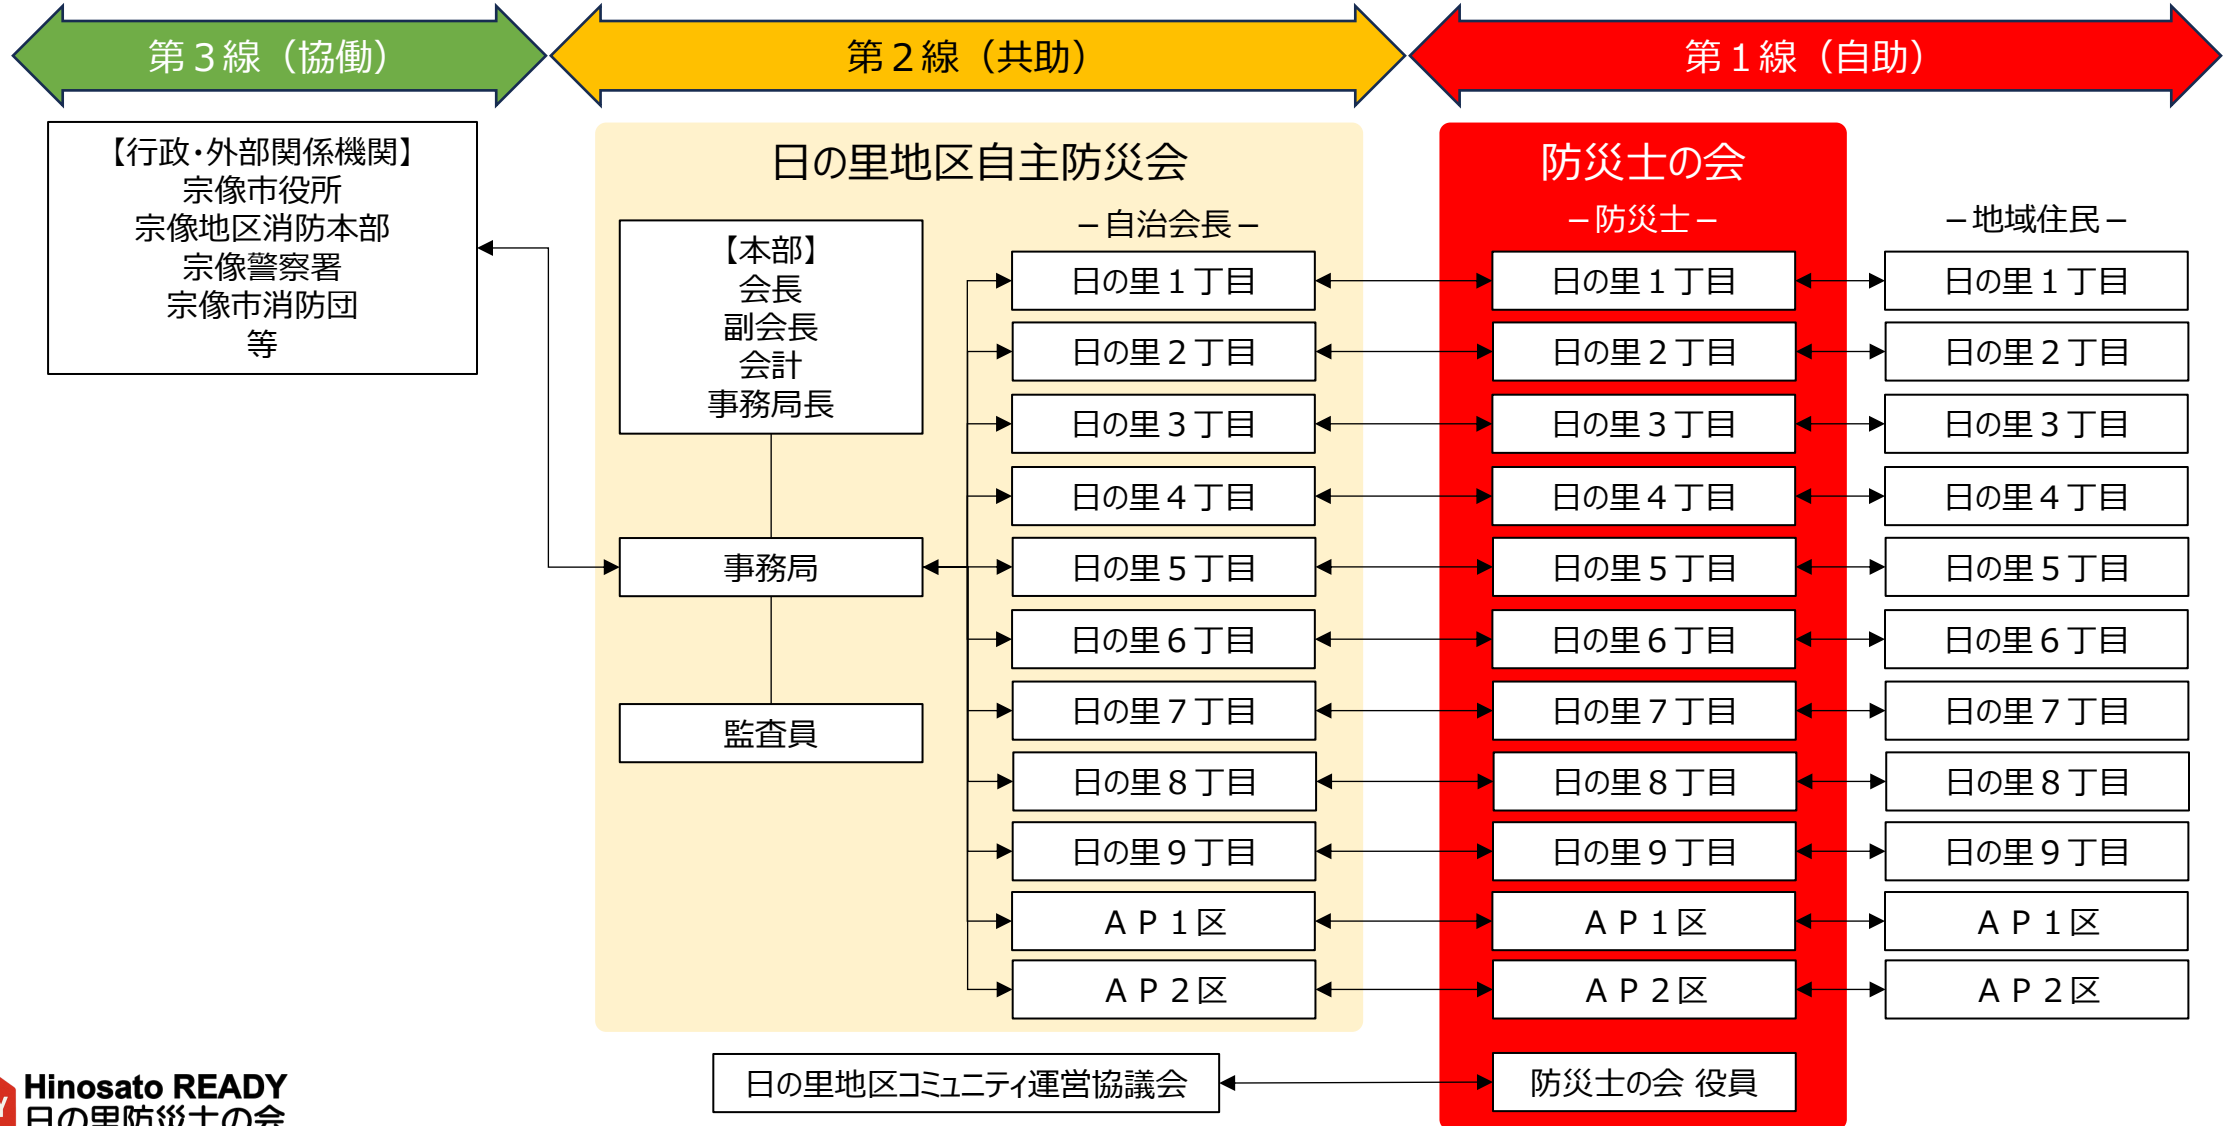 第３線（協働）
第２線（共助）
第１線（自助）
【行政・外部関係機関】
宗像市役所
宗像地区消防本部
宗像警察署
宗像市消防団
等
日の里地区自主防災会
【本部】
会長
副会長
会計
事務局長
事務局
監査員
－自治会長－
日の里１丁目
日の里２丁目
日の里３丁目
日の里４丁目
日の里５丁目
日の里６丁目
日の里７丁目
日の里８丁目
日の里９丁目
ＡＰ１区
ＡＰ２区
防災士の会
－防災士－
日の里１丁目
日の里２丁目
日の里３丁目
日の里４丁目
日の里５丁目
日の里６丁目
日の里７丁目
日の里８丁目
日の里９丁目
ＡＰ１区
ＡＰ２区
－地域住民－
日の里１丁目
日の里２丁目
日の里３丁目
日の里４丁目
日の里５丁目
日の里６丁目
日の里７丁目
日の里８丁目
日の里９丁目
ＡＰ１区
ＡＰ２区
日の里地区コミュニティ運営協議会
防災士の会 役員
Hinosato READY
日の里防災士の会